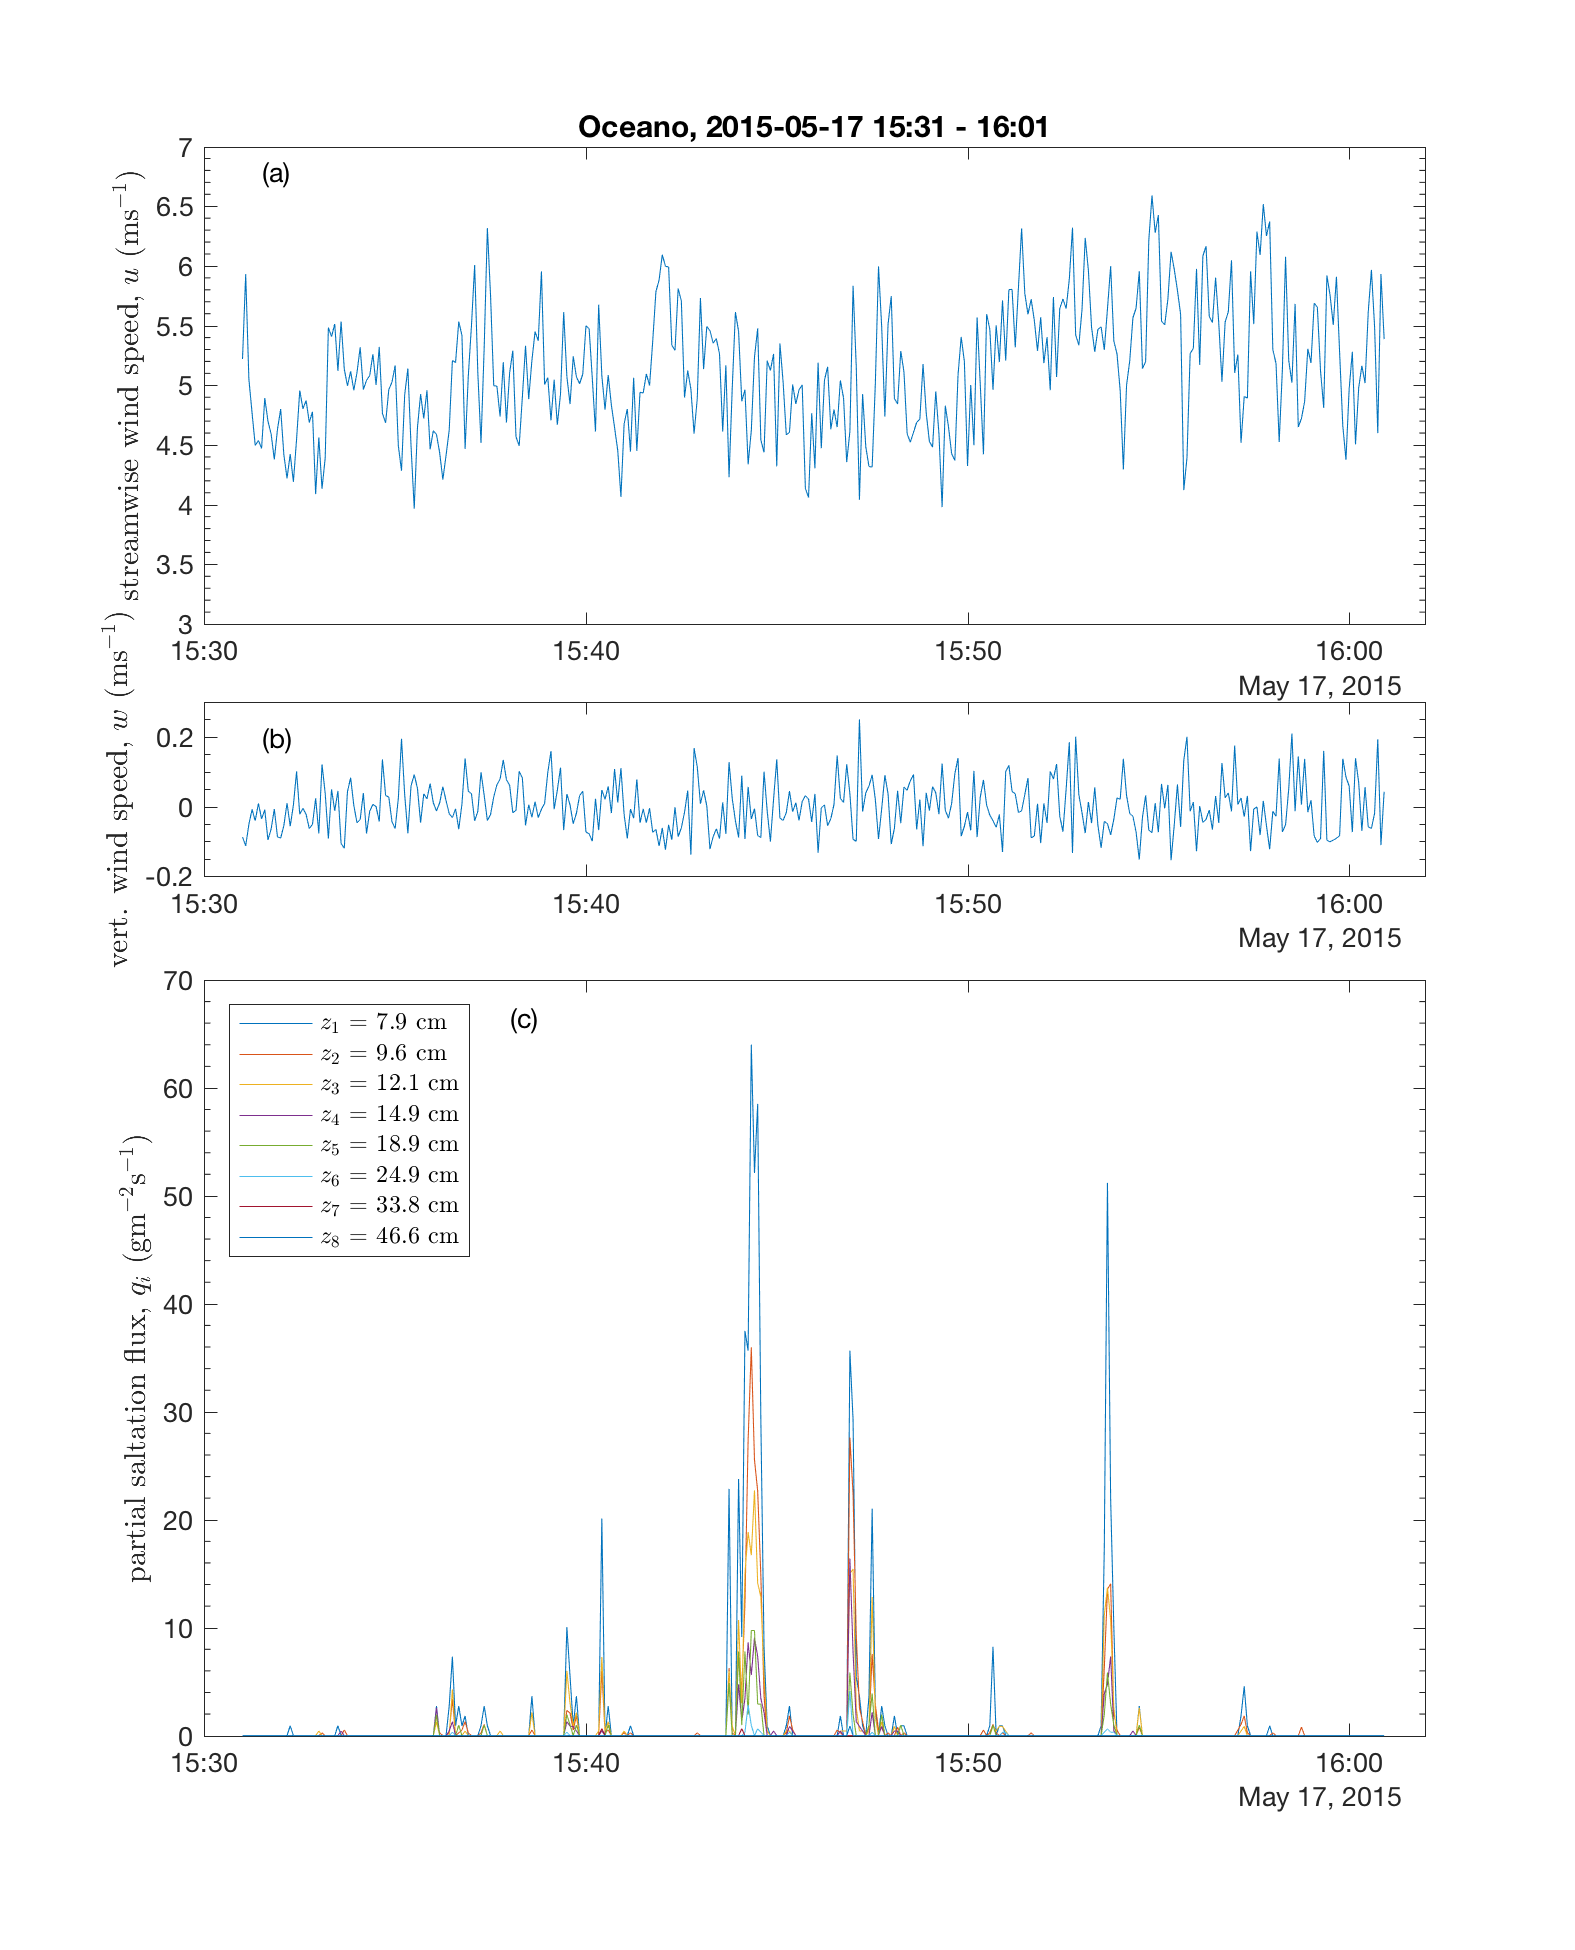 Oceano, 2015-05-17 15:31 - 16:01
(a)
streamwise wind speed, u (ms⁻¹)
7
6.5
6
5.5
5
4.5
4
3.5
3
15:30 15:40 15:50 16:00
May 17, 2015
(b)
vert. wind speed, w (ms⁻¹)
0.2
0
-0.2
15:30 15:40 15:50 16:00
May 17, 2015
(c)
partial saltation flux, qᵢ (gm⁻²s⁻¹)
70
60
50
40
30
20
10
0
z₁ = 7.9 cm
z₂ = 9.6 cm
z₃ = 12.1 cm
z₄ = 14.9 cm
z₅ = 18.9 cm
z₆ = 24.9 cm
z₇ = 33.8 cm
z₈ = 46.6 cm
15:30 15:40 15:50 16:00
May 17, 2015